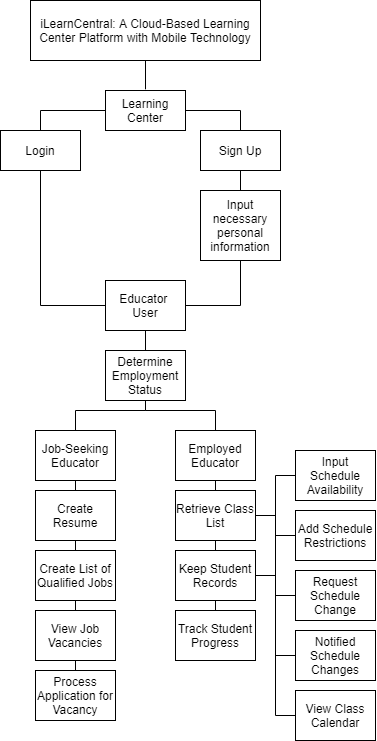 iLearnCentral: A Cloud-Based Learning
Center Platform with Mobile Technology
Learning
Center
Login
Sign Up
Input
necessary
personal
information
Educator
User
Determine
Employment
Status
Job-Seeking
Educator
Create
Resume
Create List of
Qualified Jobs
View Job
Vacancies
Process
Application for
Vacancy
Employed
Educator
Retrieve Class
List
Keep Student
Records
Track Student
Progress
Input
Schedule
Availability
Add Schedule
Restrictions
Request
Schedule
Change
Notified
Schedule
Changes
View Class
Calendar